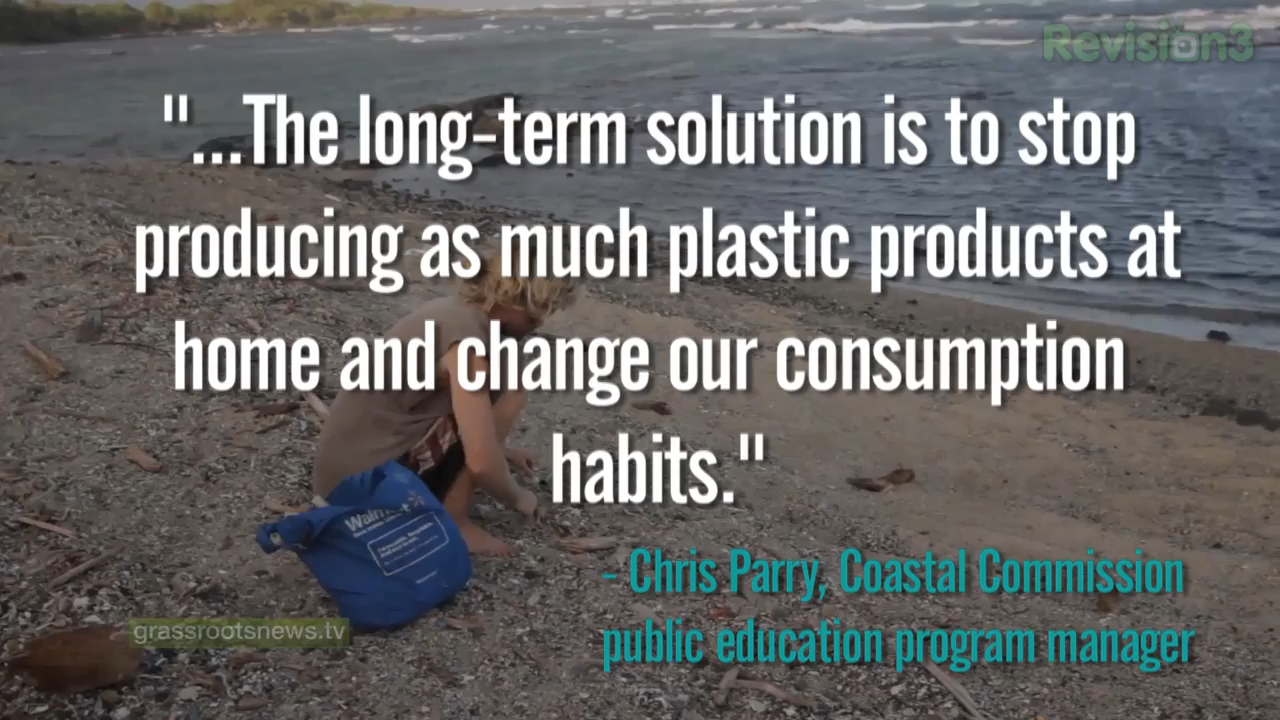 Revision3
"...The long-term solution is to stop
producing as much plastic products at
home and change our consumption
habits."
- Chris Parry, Coastal Commission
public education program manager
Walmart
grassrootsnews.tv